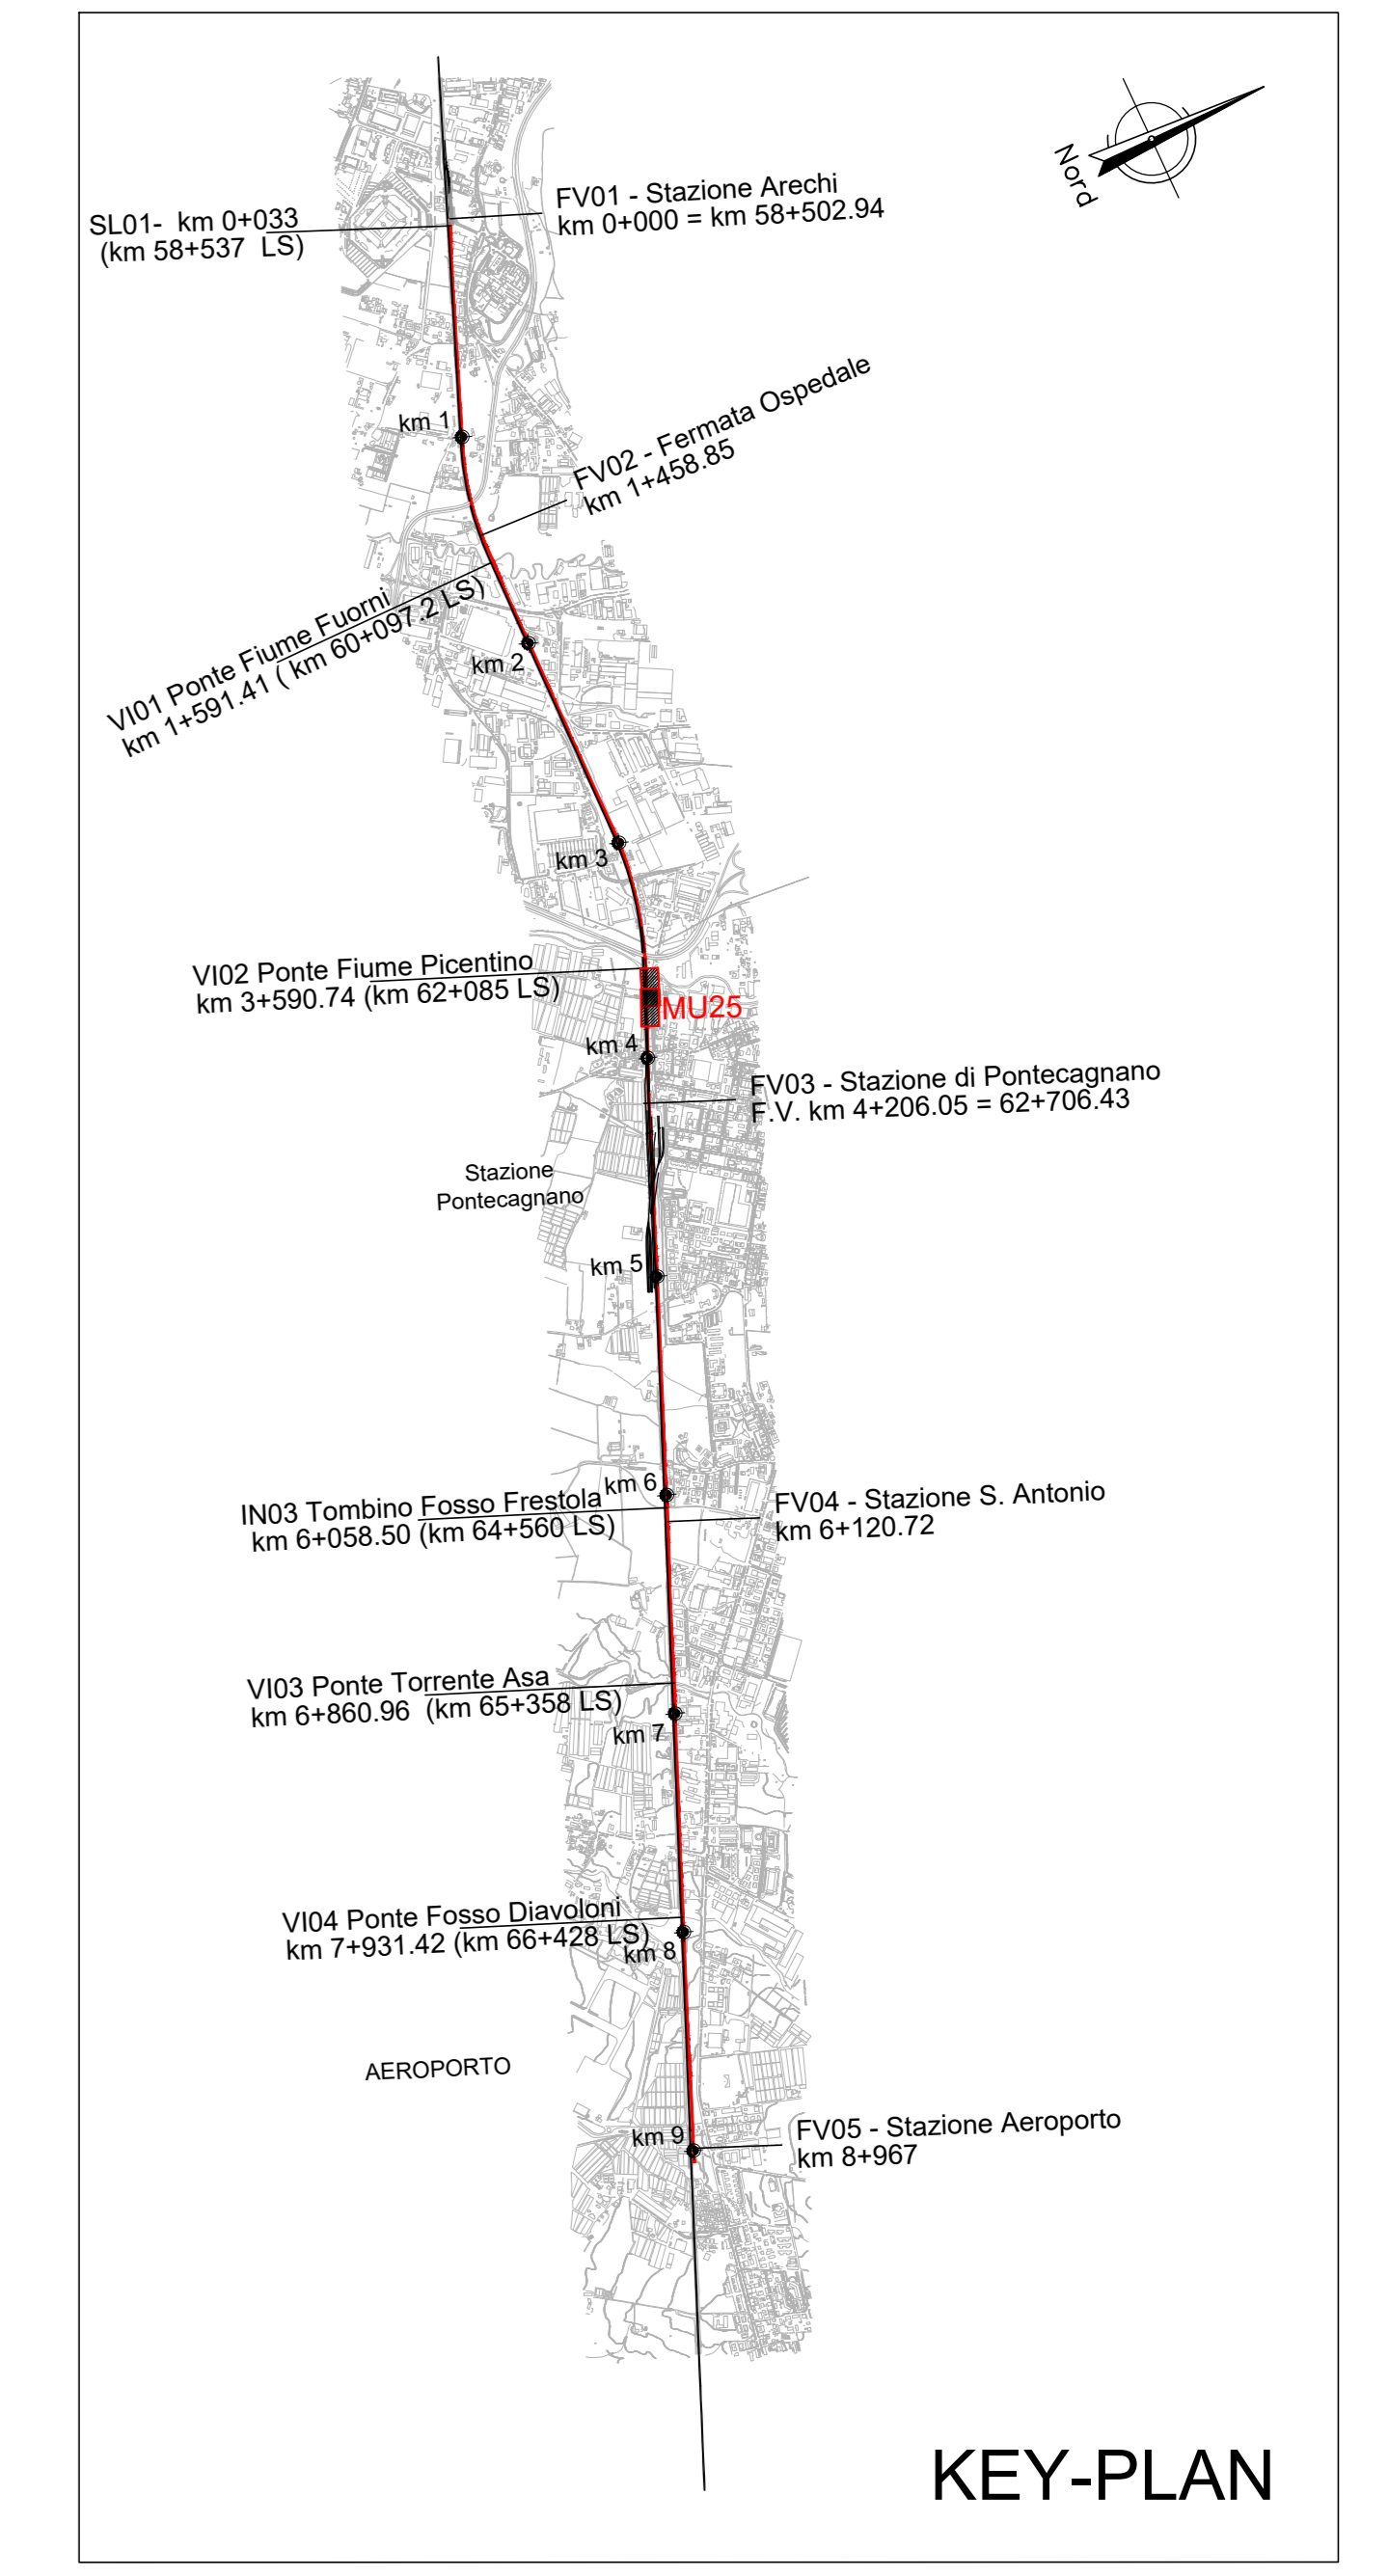 Nord
FV01 - Stazione Arechi
km 0+000 = km 58+502.94
SL01- km 0+033
(km 58+537 LS)
km 1
FV02 - Fermata Ospedale
km 1+458.85
VI01 Ponte Fiume Fuorni
km 1+591.41 ( km 60+097.2 LS)
km 2
km 3
VI02 Ponte Fiume Picentino
km 3+590.74 (km 62+085 LS)
MU25
km 4
FV03 - Stazione di Pontecagnano
F.V. km 4+206.05 = 62+706.43
Stazione
Pontecagnano
km 5
km 6
IN03 Tombino Fosso Frestola
km 6+058.50 (km 64+560 LS)
FV04 - Stazione S. Antonio
km 6+120.72
VI03 Ponte Torrente Asa
km 6+860.96 (km 65+358 LS)
km 7
VI04 Ponte Fosso Diavoloni
km 7+931.42 (km 66+428 LS)
km 8
AEROPORTO
km 9
FV05 - Stazione Aeroporto
km 8+967
KEY-PLAN